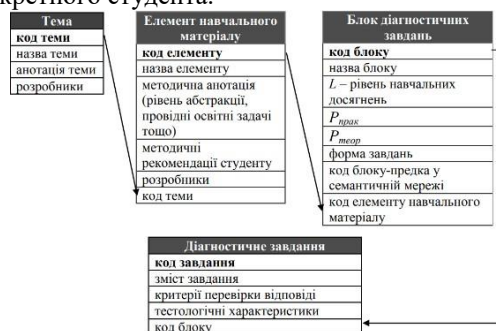 кретного студента.
Тема
код теми
назва теми
анотація теми
розробники
Елемент навчального
матеріалу
код елементу
назва елементу
методична анотація
(рівень абстракції,
провідні освітні задачі
тощо)
методичні
рекомендації студенту
розробники
код теми
Блок діагностичних
завдань
код блоку
назва блоку
L – рівень навчальних
досягнень
Pпрак
Pтеор
форма завдань
код блоку-предка у
семантичній мережі
код елементу навчального
матеріалу
Діагностичне завдання
код завдання
зміст завдання
критерії перевірки відповіді
тестологічні характеристики
код блоку